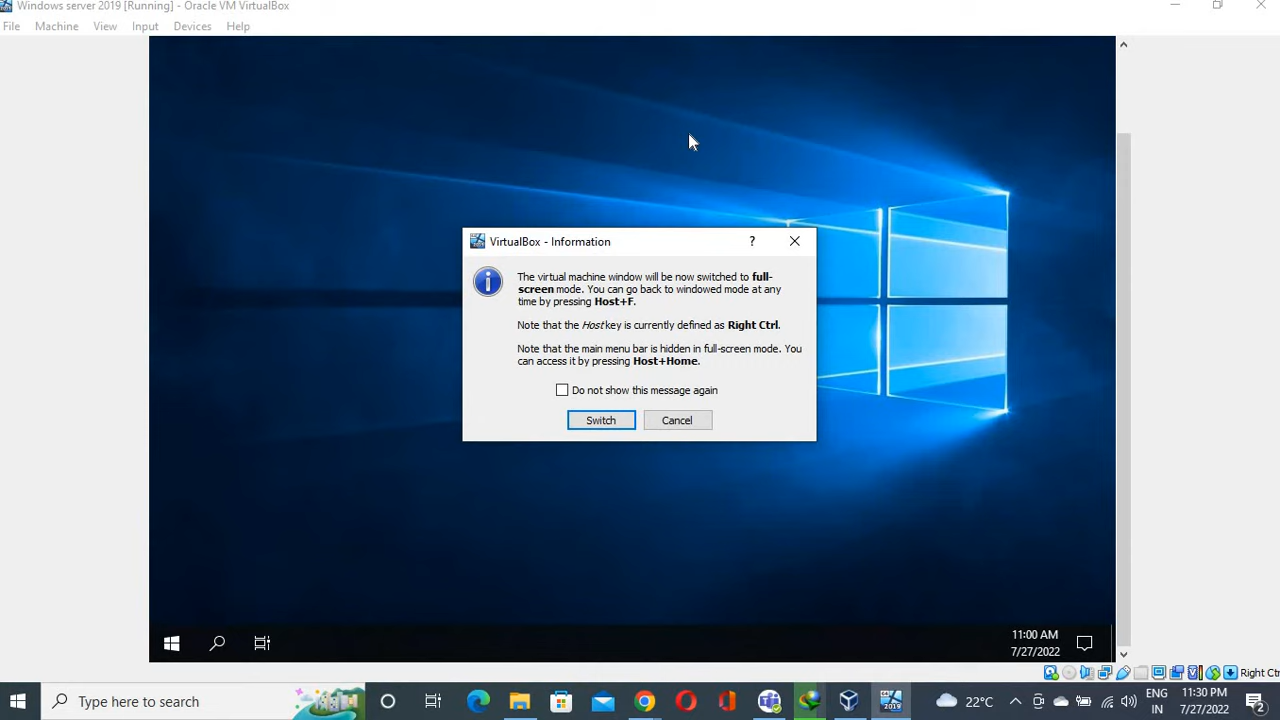 Windows server 2019 [Running] - Oracle VM VirtualBox
File Machine View Input Devices Help
VirtualBox - Information ?
The virtual machine window will be now switched to full-
screen mode. You can go back to windowed mode at any
time by pressing Host+F.
Note that the Host key is currently defined as Right Ctrl.
Note that the main menu bar is hidden in full-screen mode. You
can access it by pressing Host+Home.
Do not show this message again
Switch Cancel
11:00 AM
7/27/2022
Right Ctr
Type here to search
2019
22°C
ENG
IN
11:30 PM
7/27/2022
2